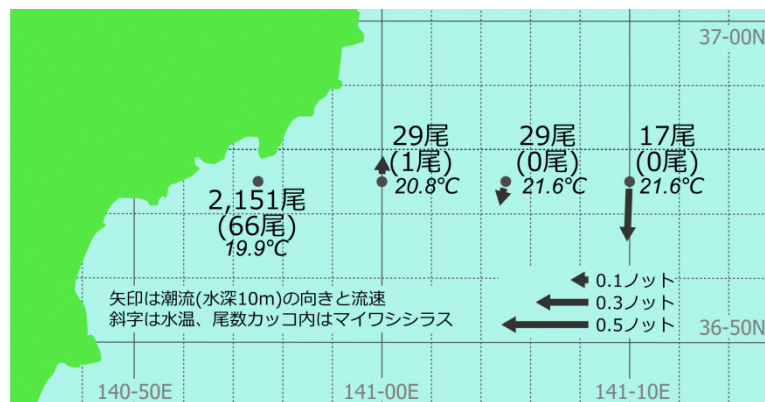 37-00N
29尾
(1尾)
20.8℃
29尾
(0尾)
21.6℃
17尾
(0尾)
21.6℃
2,151尾
(66尾)
19.9℃
矢印は潮流(水深10m)の向きと流速
斜字は水温、尾数カッコ内はマイワシシラス
0.1ノット
0.3ノット
0.5ノット
36-50N
140-50E
141-00E
141-10E